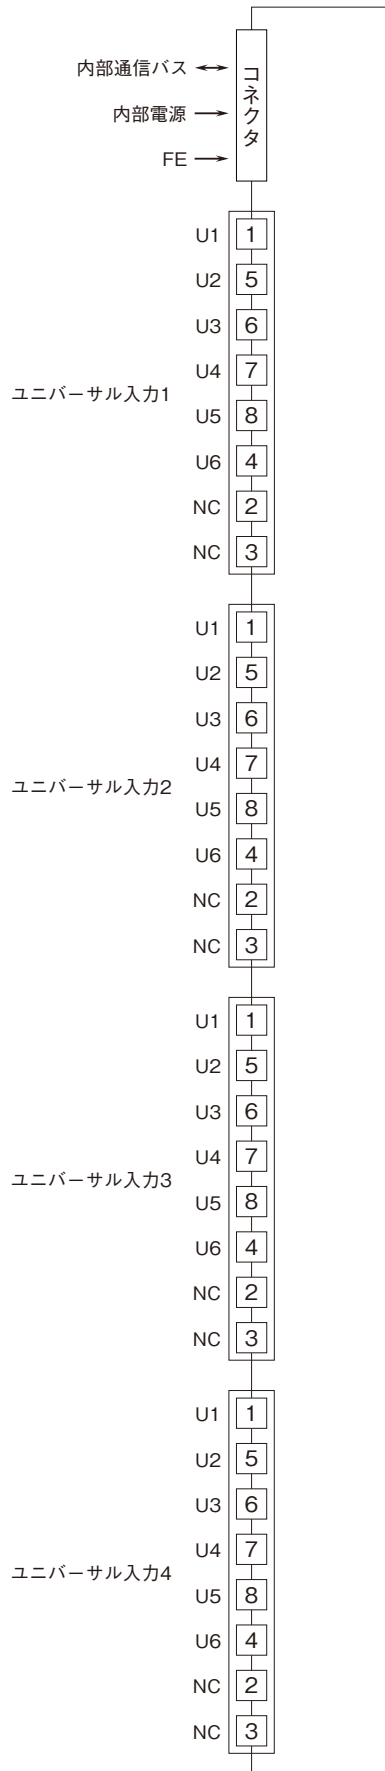 内部通信バス
コネクタ
内部電源
FE
U1 1
U2 5
U3 6
U4 7
ユニバーサル入力1
U5 8
U6 4
NC 2
NC 3
U1 1
U2 5
U3 6
U4 7
ユニバーサル入力2
U5 8
U6 4
NC 2
NC 3
U1 1
U2 5
U3 6
U4 7
ユニバーサル入力3
U5 8
U6 4
NC 2
NC 3
U1 1
U2 5
U3 6
U4 7
ユニバーサル入力4
U5 8
U6 4
NC 2
NC 3